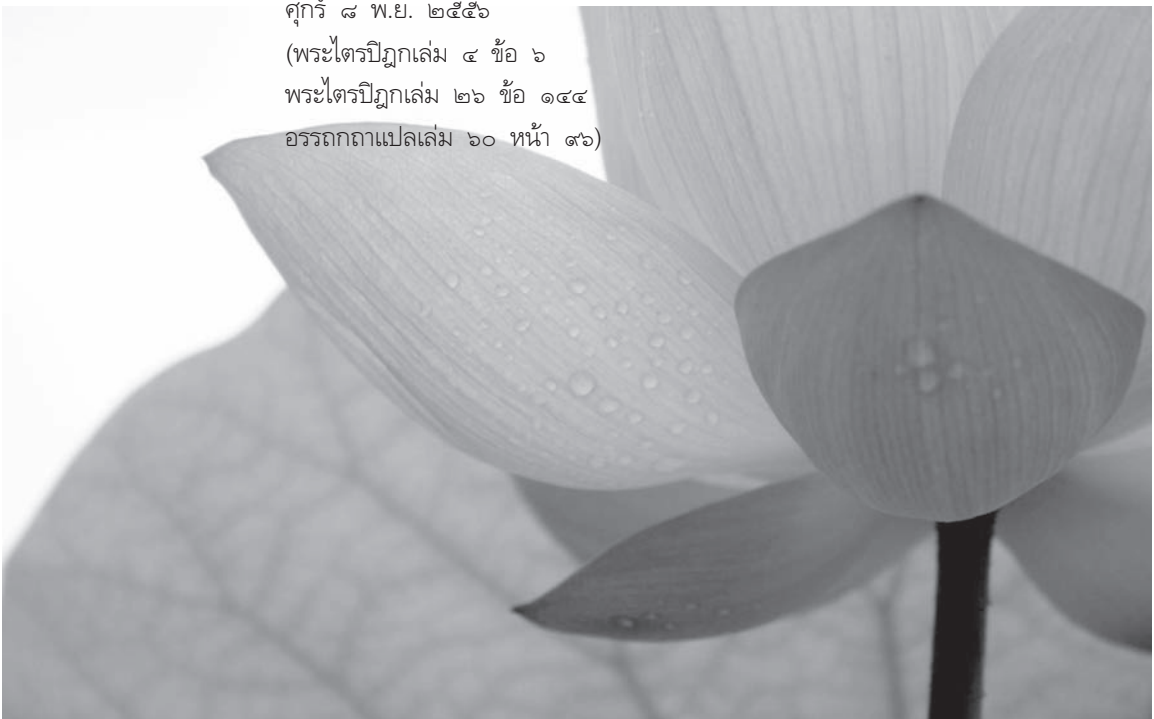 ศุกร์ ๘ พ.ย. ๒๕๕๖
(พระไตรปิฎกเล่ม ๔ ข้อ ๖
พระไตรปิฎกเล่ม ๒๖ ข้อ ๑๔๔
อรรถกถาแปลเล่ม ๖๐ หน้า ๙๖)